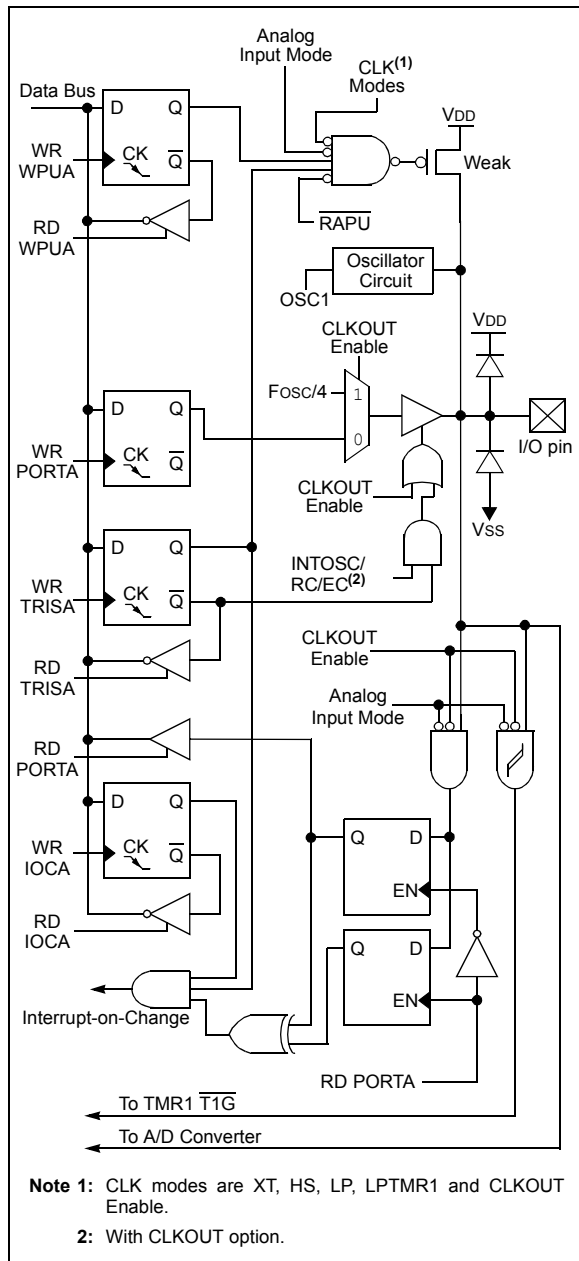 Analog
Input Mode
CLK(1)
Modes
Data Bus
D Q
VDD
WR
WPUA
CK Q
Weak
RD
WPUA
RAPU
Oscillator
Circuit
OSC1
CLKOUT
Enable
VDD
FOSC/4
1
D Q
0
I/O pin
WR
PORTA
CK Q
CLKOUT
Enable
VSS
D Q
INTOSC/
RC/EC(2)
WR
TRISA
CK Q
CLKOUT
Enable
RD
TRISA
Analog
Input Mode
RD
PORTA
D Q
Q D
WR
IOCA
CK Q
EN
RD
IOCA
Q D
Interrupt-on-Change
EN
RD PORTA
To TMR1 T1G
To A/D Converter
Note 1: CLK modes are XT, HS, LP, LPTMR1 and CLKOUT
Enable.
2: With CLKOUT option.